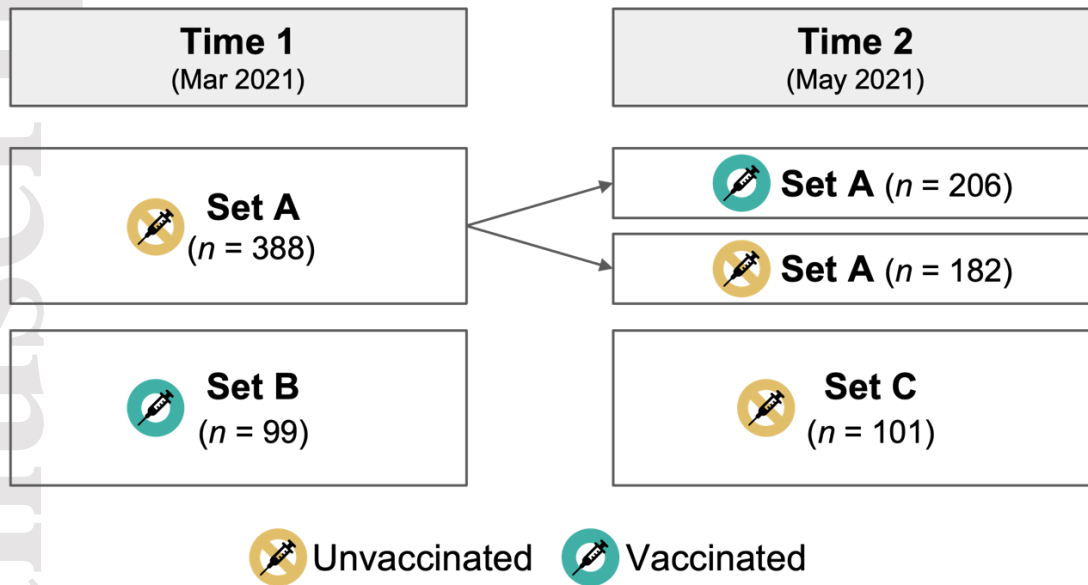 Time 1
(Mar 2021)
Time 2
(May 2021)
Set A
(n = 388)
Set A (n = 206)
Set A (n = 182)
Set B
(n = 99)
Set C
(n = 101)
Unvaccinated
Vaccinated